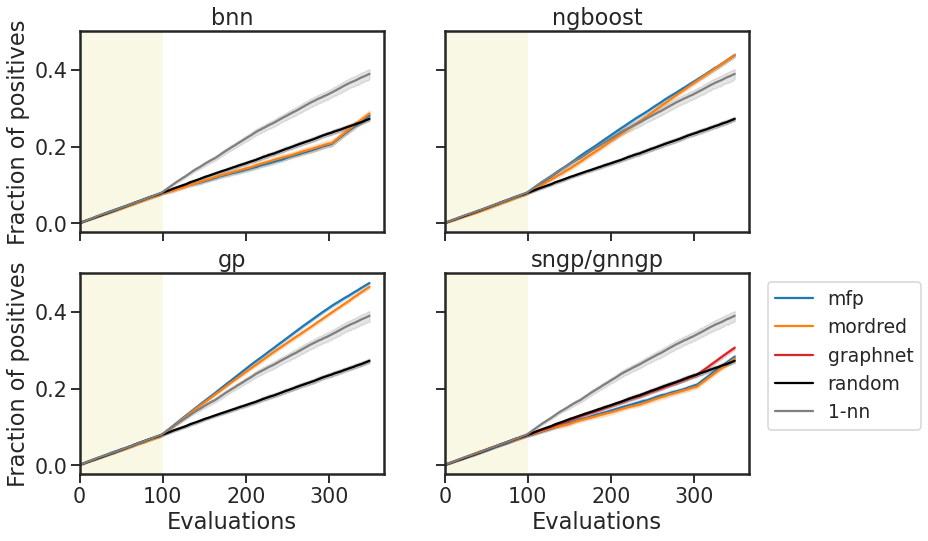 bnn
ngboost
Fraction of positives
0.4
0.2
0.0
gp
sngp/gnngp
Fraction of positives
0.4
0.2
0.0
0
100
200
300
Evaluations
0
100
200
300
Evaluations
mfp
mordred
graphnet
random
1-nn